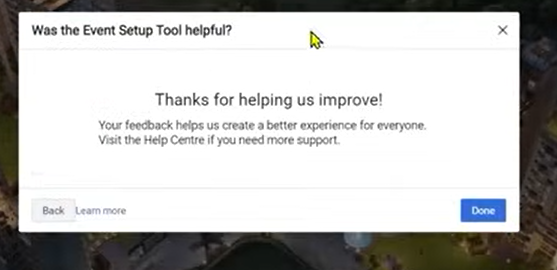 Was the Event Setup Tool helpful?
Thanks for helping us improve!
Your feedback helps us create a better experience for everyone.
Visit the Help Centre if you need more support.
Back Learn more Done